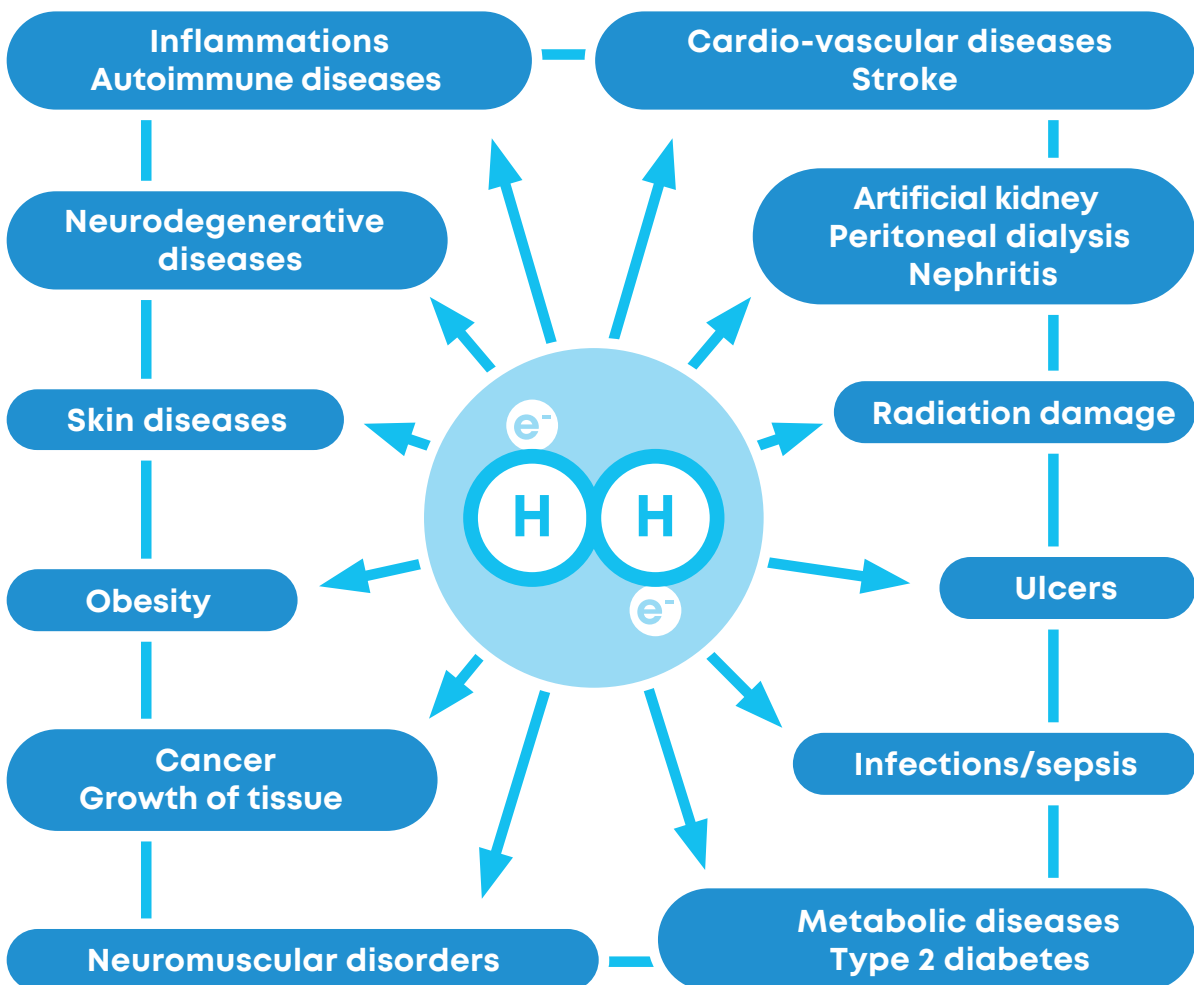 Inflammations
Autoimmune diseases
Cardio-vascular diseases
Stroke
Neurodegenerative
diseases
Artificial kidney
Peritoneal dialysis
Nephritis
Skin diseases
Radiation damage
e-
H H
e-
Obesity
Ulcers
Cancer
Growth of tissue
Infections/sepsis
Neuromuscular disorders
Metabolic diseases
Type 2 diabetes